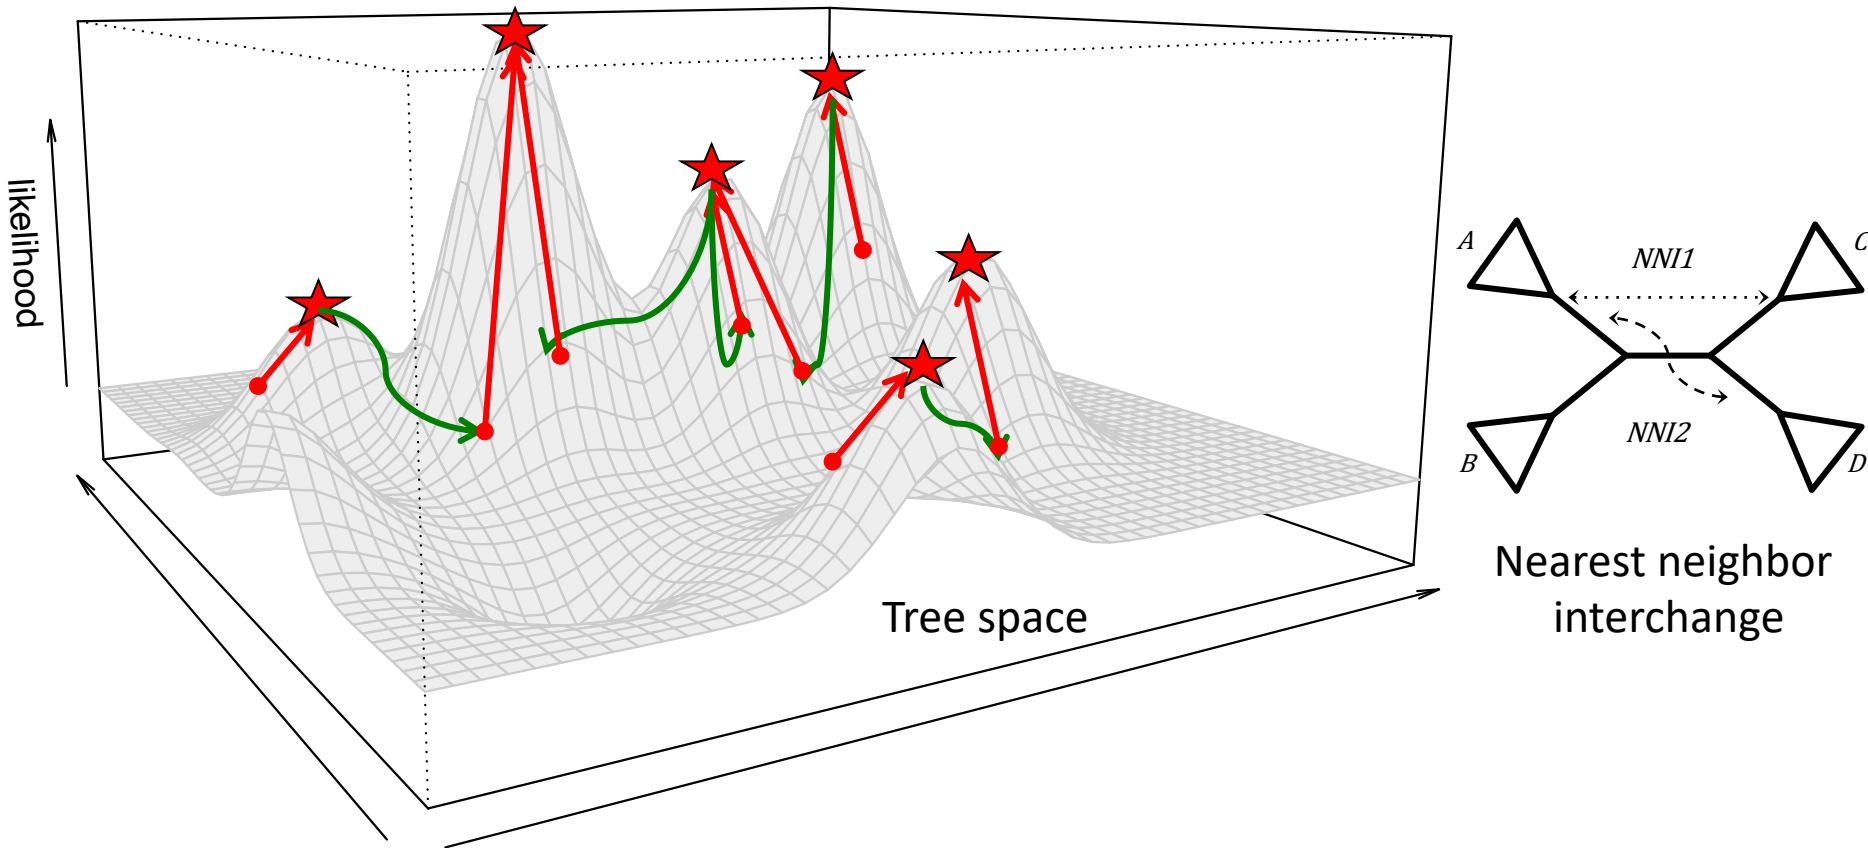 likelihood
Tree space
A
NNI1
C
B
NNI2
D
Nearest neighbor
interchange